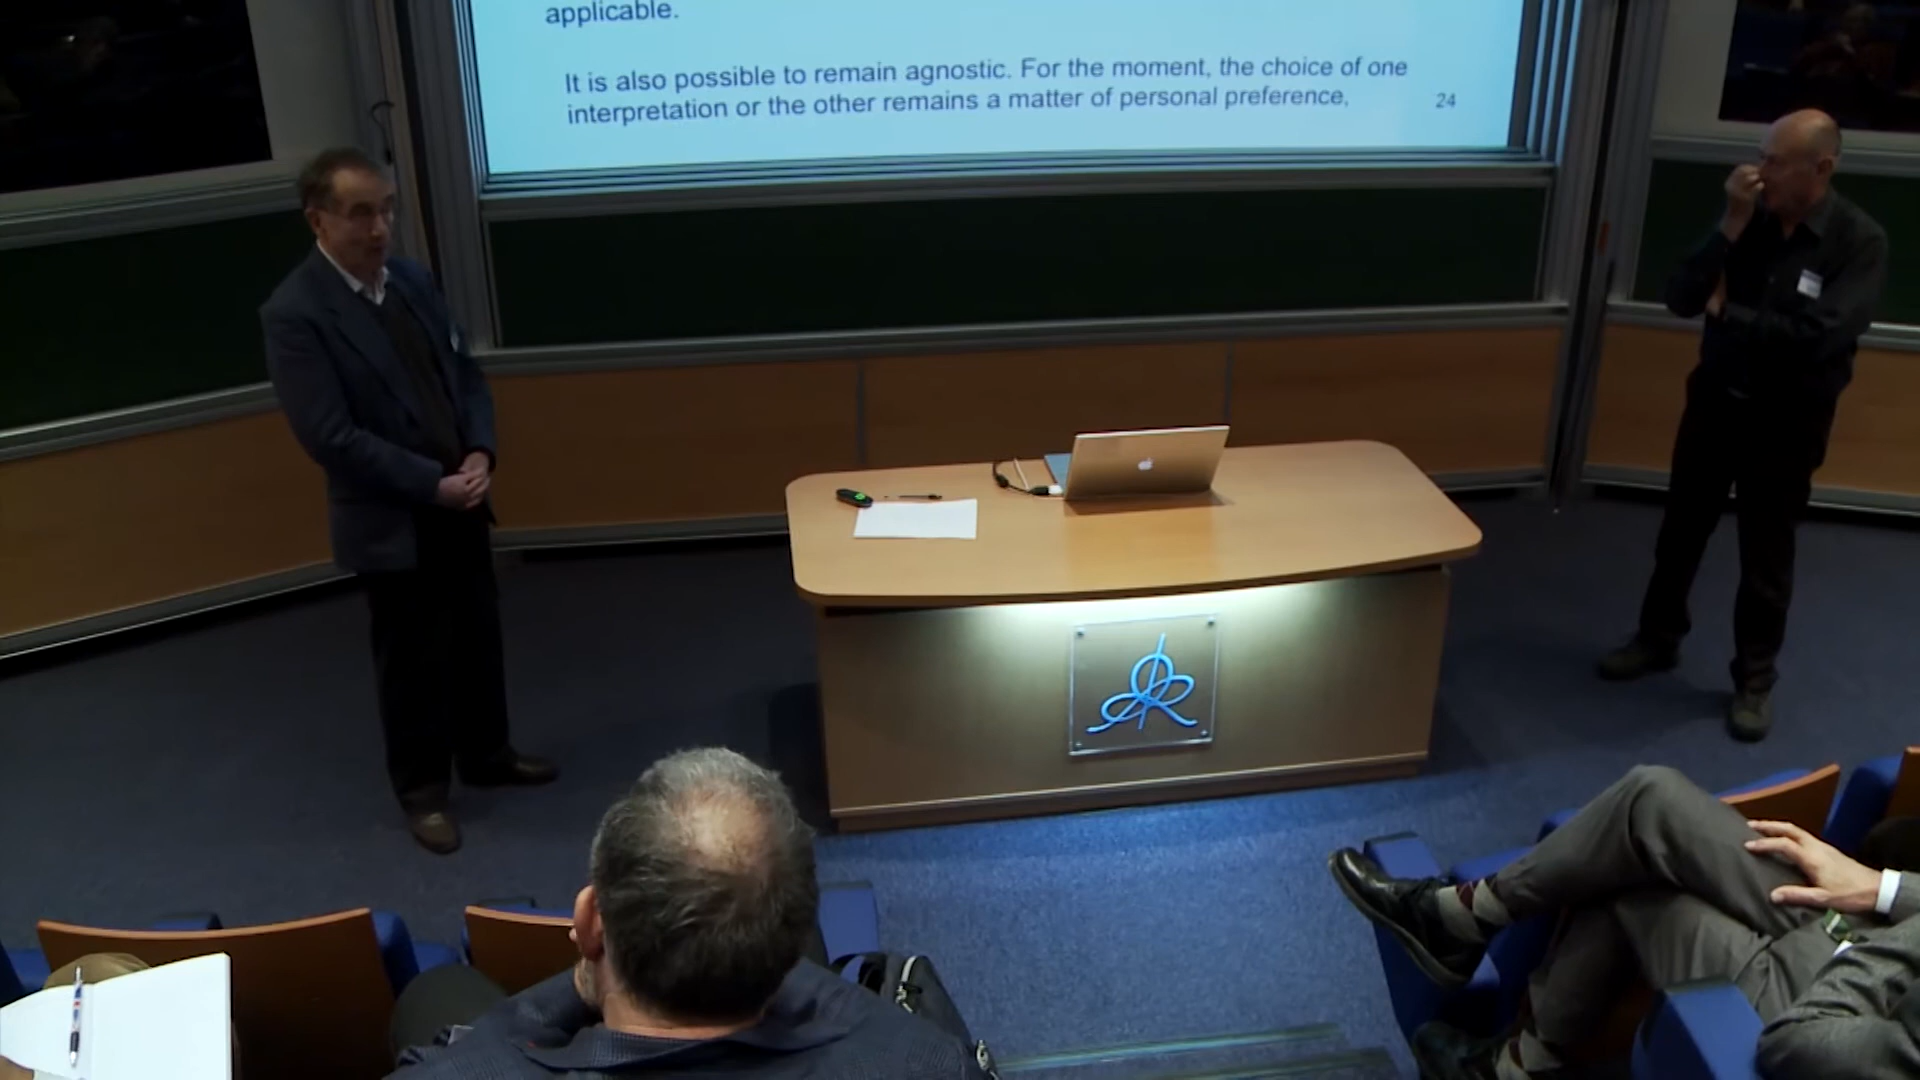 applicable.
It is also possible to remain agnostic. For the moment, the choice of one
interpretation or the other remains a matter of personal preference,
24